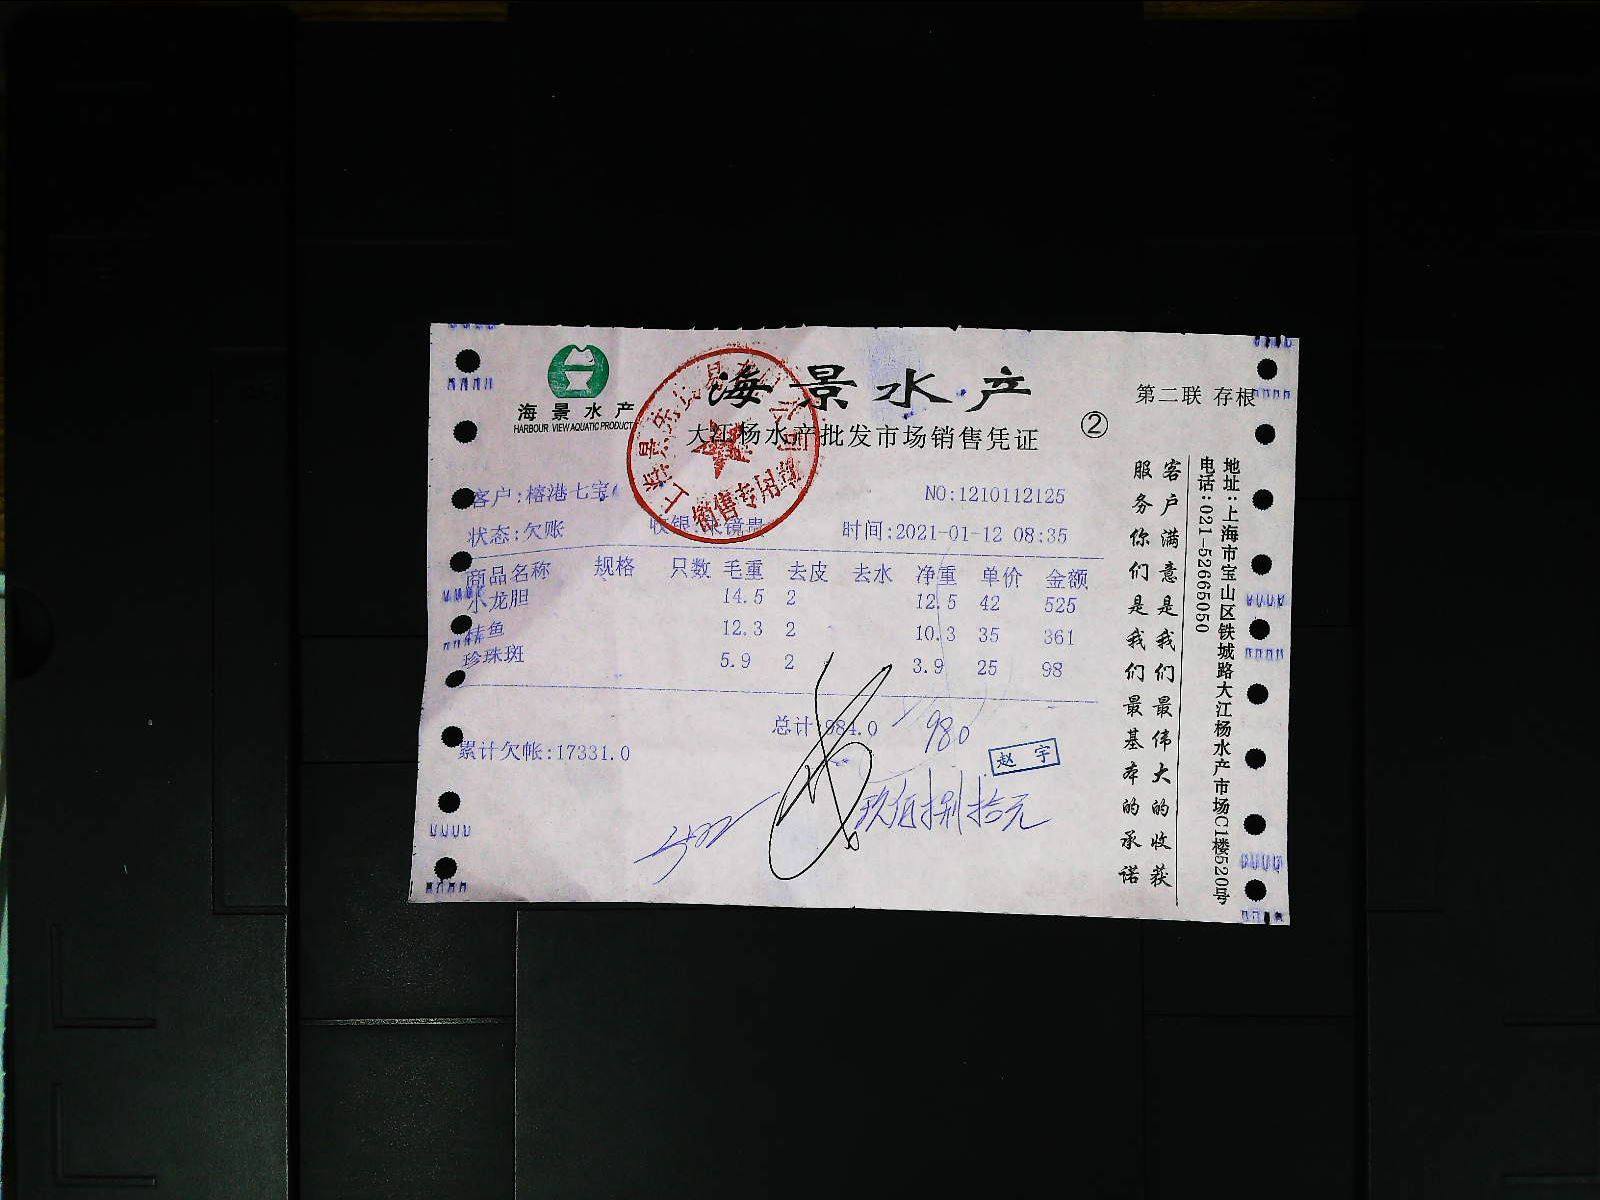 海景水产
HARBOUR VIEW AQUATIC PRODUCT
海景水产
大江杨水产批发市场销售凭证
②
第二联 存根
销售专用章
客户:榕港七宝
NO:1210112125
状态:欠账
收银:
时间:2021-01-12 08:35
商品名称 规格 只数 毛重 去皮 去水 净重 单价 金额
小龙胆 14.5 2 12.5 42 525
桂鱼 12.3 2 10.3 35 361
珍珠斑 5.9 2 3.9 25 98
总计 984.0
980
累计欠帐:17331.0
赵宇
玖佰捌拾元
客户满意是我们最伟大的收获
服务你们是我们最基本的承诺
地址:上海市宝山区铁城路大江杨水产市场C1楼520号
电话:021-52665050